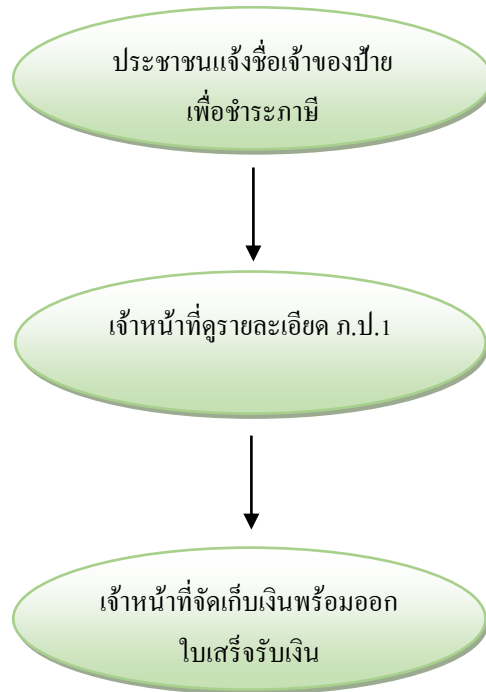 ประชาชนแจ้งชื่อเจ้าของป้าย
เพื่อชำระภาษี
เจ้าหน้าที่ดูรายละเอียด ภ.ป.1
เจ้าหน้าที่จัดเก็บเงินพร้อมออก
ใบเสร็จรับเงิน